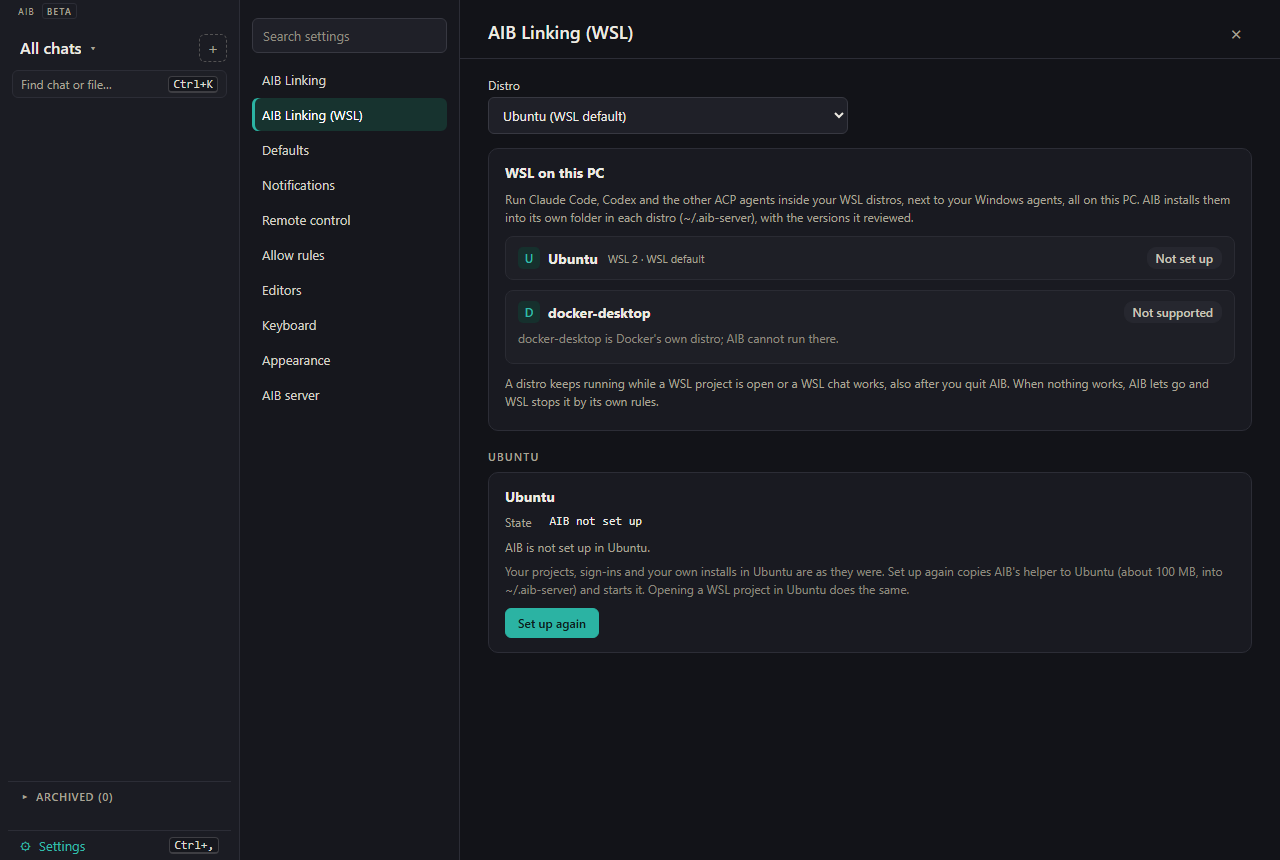 AIB BETA
All chats
+
Find chat or file... Ctrl+K
ARCHIVED (0)
Settings Ctrl+,
Search settings
AIB Linking
AIB Linking (WSL)
Defaults
Notifications
Remote control
Allow rules
Editors
Keyboard
Appearance
AIB server
AIB Linking (WSL)
Distro
Ubuntu (WSL default)
WSL on this PC
Run Claude Code, Codex and the other ACP agents inside your WSL distros, next to your Windows agents, all on this PC. AIB installs them
into its own folder in each distro (~/.aib-server), with the versions it reviewed.
U Ubuntu WSL 2 · WSL default Not set up
D docker-desktop Not supported
docker-desktop is Docker's own distro; AIB cannot run there.
A distro keeps running while a WSL project is open or a WSL chat works, also after you quit AIB. When nothing works, AIB lets go and
WSL stops it by its own rules.
UBUNTU
Ubuntu
State AIB not set up
AIB is not set up in Ubuntu.
Your projects, sign-ins and your own installs in Ubuntu are as they were. Set up again copies AIB's helper to Ubuntu (about 100 MB, into
~/.aib-server) and starts it. Opening a WSL project in Ubuntu does the same.
Set up again